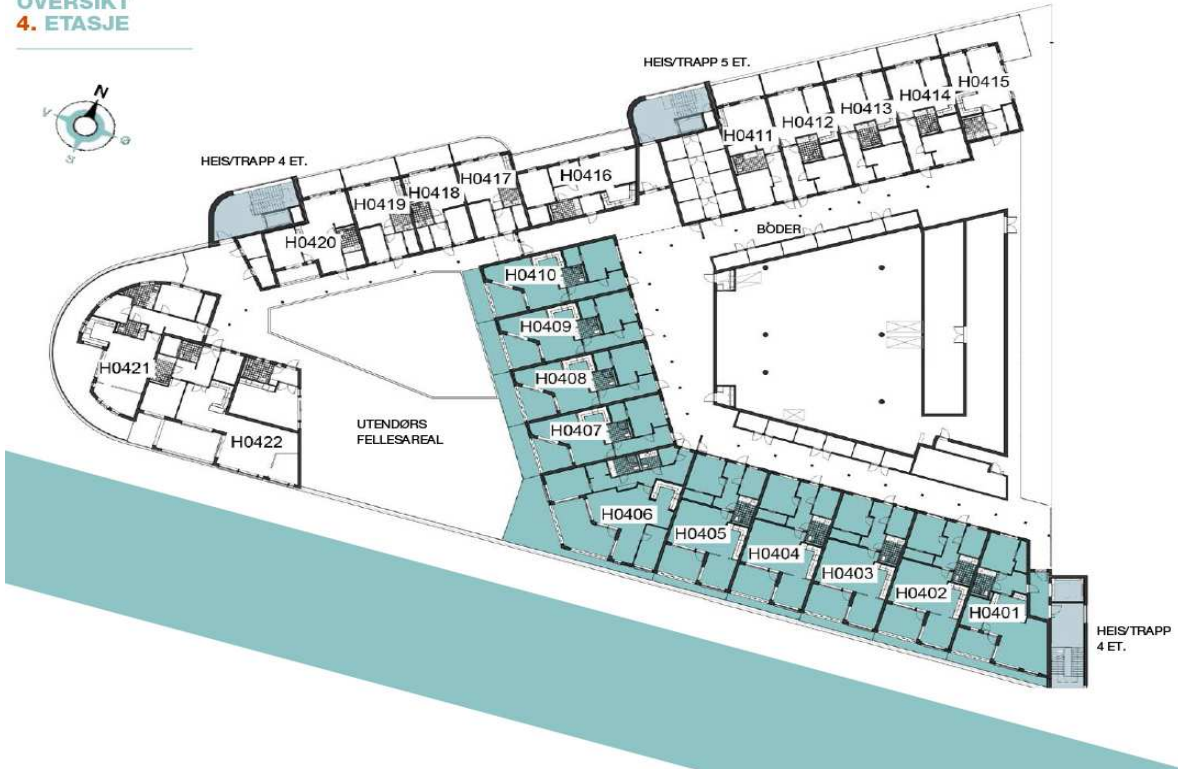 OVERSIKT
4. ETASJE
N
V
Ø
S
HEIS/TRAPP 5 ET.
HEIS/TRAPP 4 ET.
H0415
H0414
H0413
H0412
H0411
H0416
H0417
H0418
H0419
H0420
BODER
H0410
H0409
H0408
H0407
H0421
H0422
UTENDØRS
FELLESAREAL
H0406
H0405
H0404
H0403
H0402
H0401
HEIS/TRAPP
4 ET.